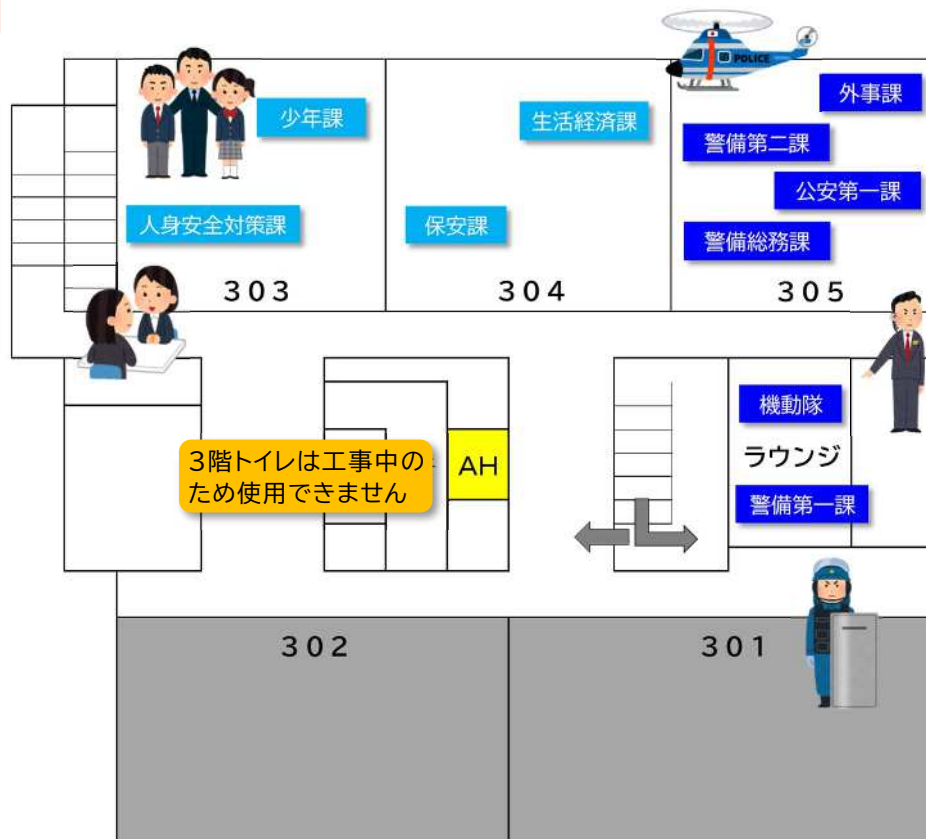 POLICE
外事課
少年課
生活経済課
警備第二課
公安第一課
人身安全対策課
保安課
警備総務課
303
304
305
機動隊
3階トイレは工事中の
ため使用できません
AH
ラウンジ
警備第一課
302
301